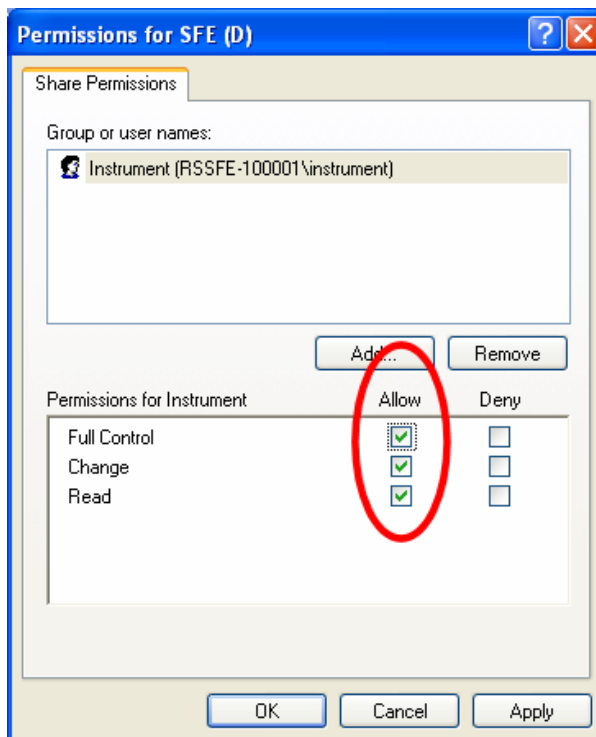 Permissions for SFE (D)
Share Permissions
Group or user names:
Instrument (RSSFE-100001\instrument)
Add... Remove
Permissions for Instrument Allow Deny
Full Control
Change
Read
OK Cancel Apply